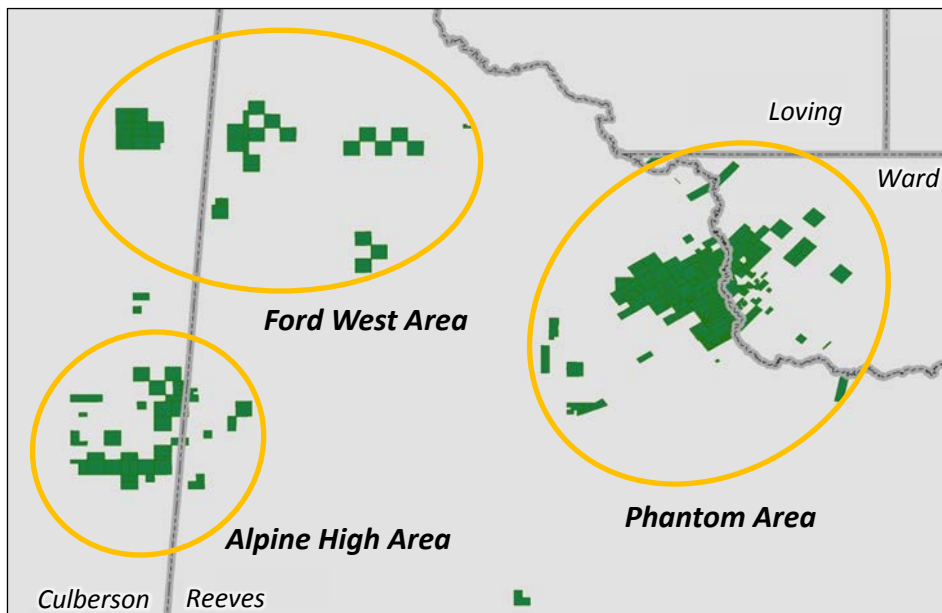 Loving
Ward
Ford West Area
Phantom Area
Alpine High Area
Culberson
Reeves